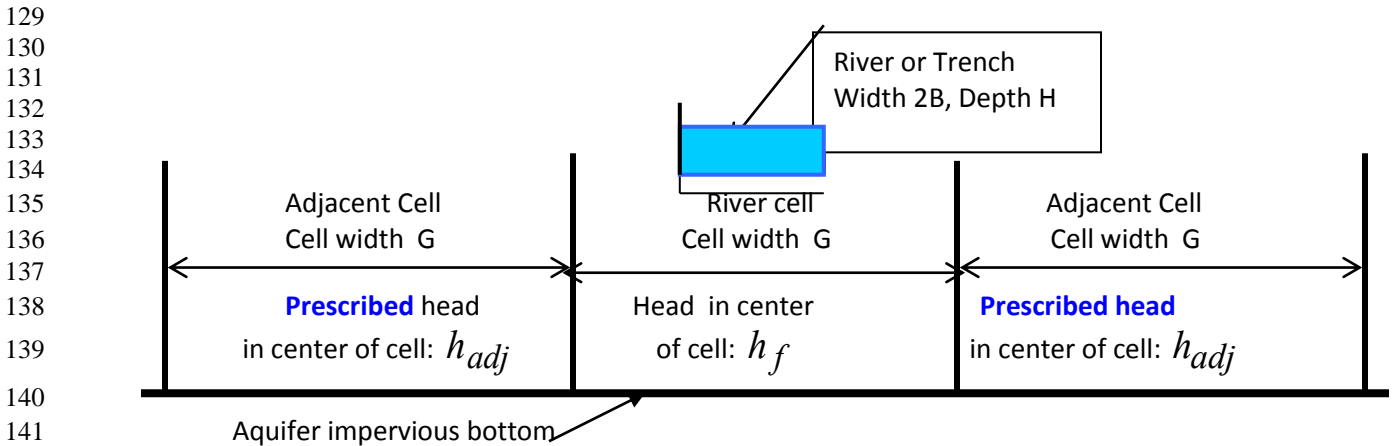 129
130
131
132
133
134
135
136
137
138
139
140
141
River or Trench
Width 2B, Depth H
Adjacent Cell
Cell width G
River cell
Cell width G
Adjacent Cell
Cell width G
Prescribed head
in center of cell: h_adj
Head in center
of cell: h_f
Prescribed head
in center of cell: h_adj
Aquifer impervious bottom